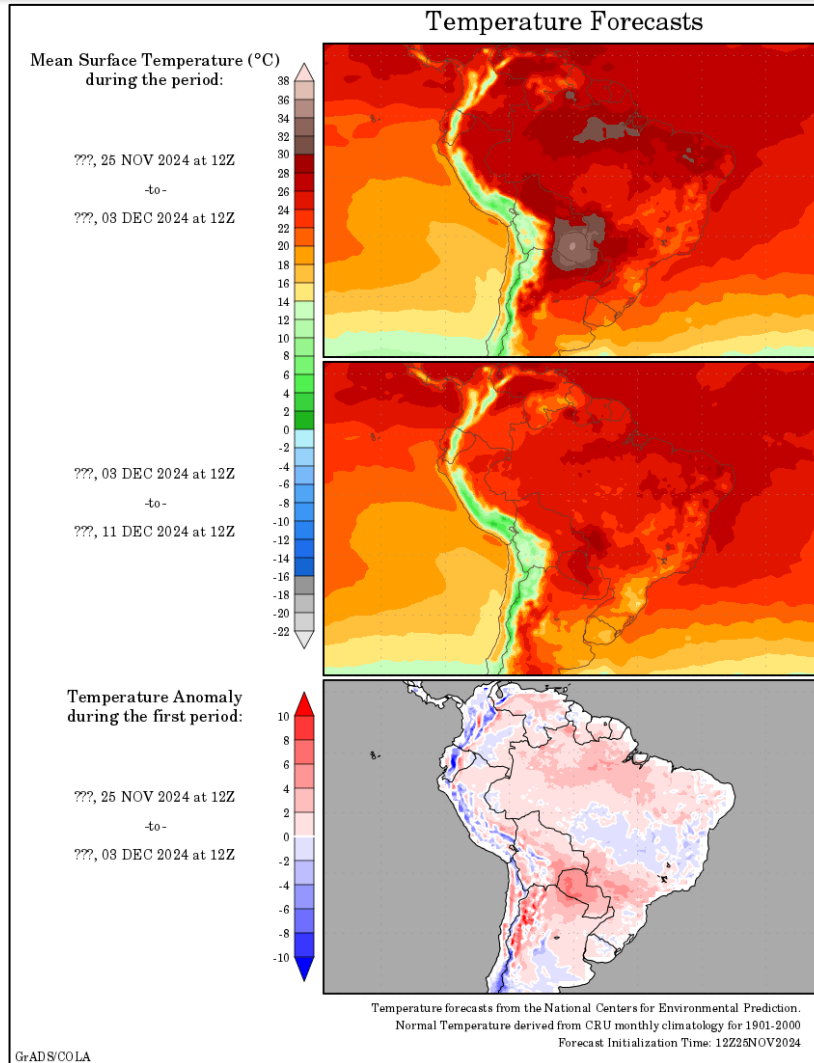 Temperature Forecasts
Mean Surface Temperature (°C)
during the period:
???, 25 NOV 2024 at 12Z
-to-
???, 03 DEC 2024 at 12Z
38
36
34
32
30
28
26
24
22
20
18
16
14
12
10
8
6
4
2
0
-2
-4
-6
-8
-10
-12
-14
-16
-18
-20
-22
???, 03 DEC 2024 at 12Z
-to-
???, 11 DEC 2024 at 12Z
Temperature Anomaly
during the first period:
???, 25 NOV 2024 at 12Z
-to-
???, 03 DEC 2024 at 12Z
10
8
6
4
2
0
-2
-4
-6
-8
-10
Temperature forecasts from the National Centers for Environmental Prediction.
Normal Temperature derived from CRU monthly climatology for 1901-2000
Forecast Initialization Time: 12Z25NOV2024
GrADS/COLA